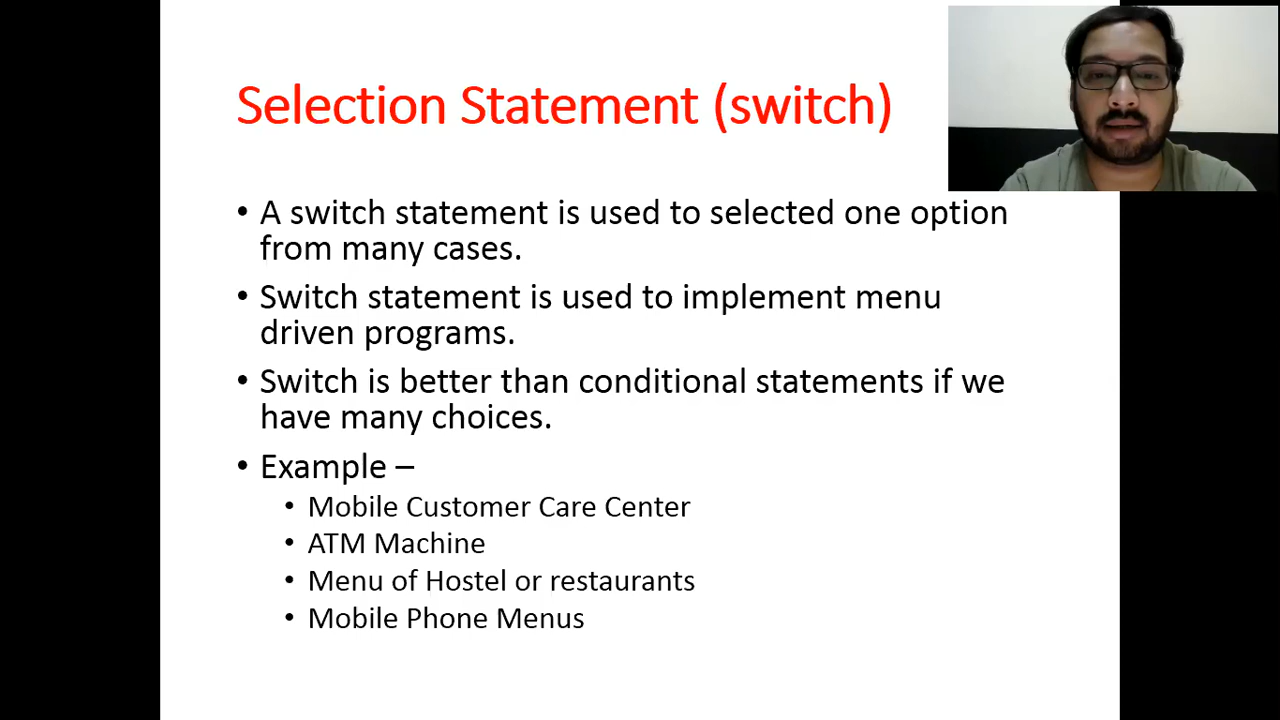 Selection Statement (switch)
• A switch statement is used to selected one option
from many cases.
• Switch statement is used to implement menu
driven programs.
• Switch is better than conditional statements if we
have many choices.
• Example –
• Mobile Customer Care Center
• ATM Machine
• Menu of Hostel or restaurants
• Mobile Phone Menus